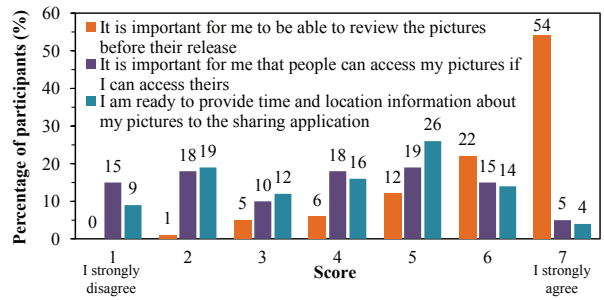 Percentage of participants (%)
60
50
40
30
20
10
0
It is important for me to be able to review the pictures
before their release
It is important for me that people can access my pictures if
I can access theirs
I am ready to provide time and location information about
my pictures to the sharing application
0 15 9
1 18 19
5 10 12
6 18 16
12 19 26
22 15 14
54 5 4
1 2 3 4 5 6 7
I strongly
disagree
Score
I strongly
agree